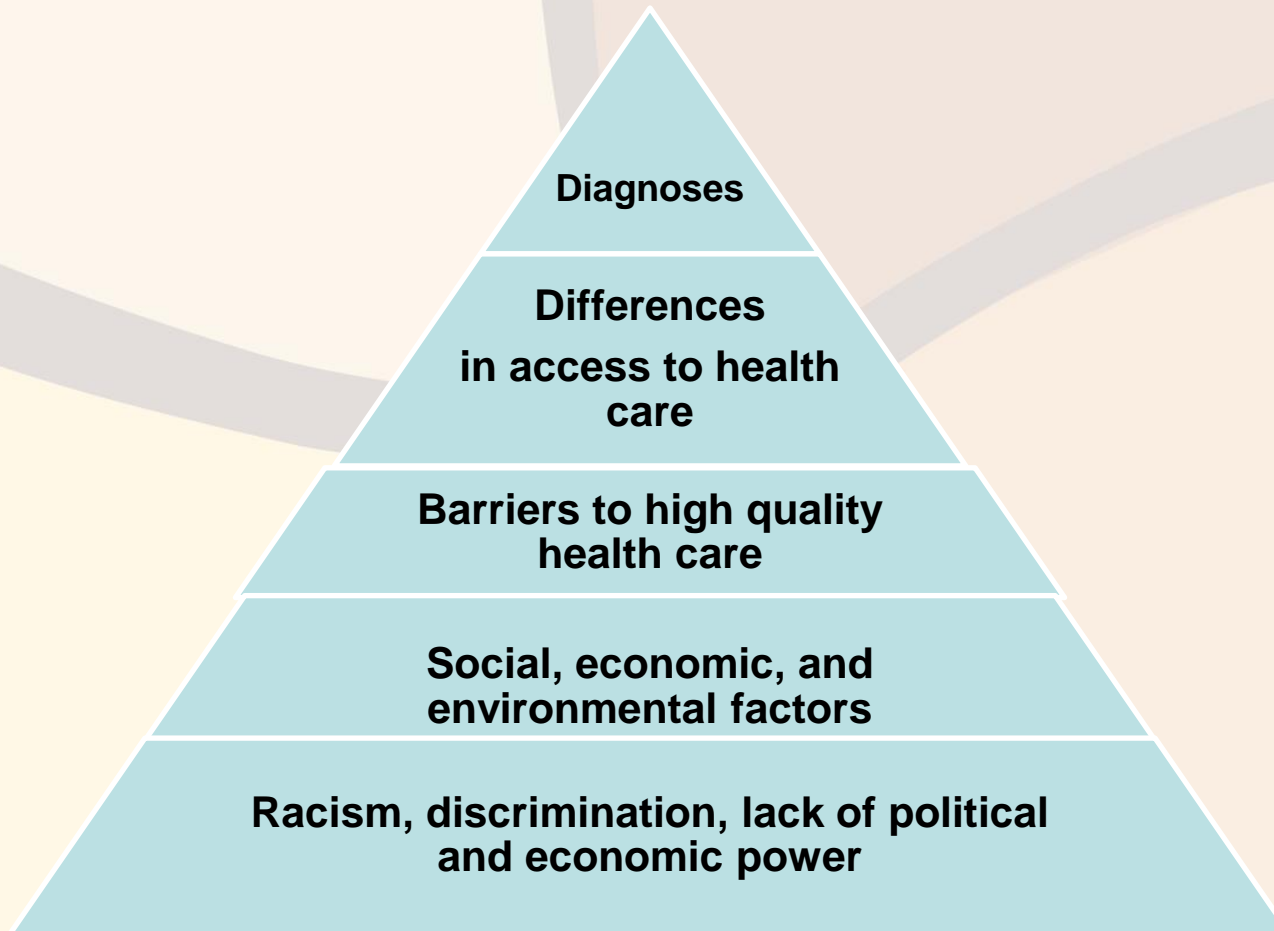 Diagnoses
Differences
in access to health
care
Barriers to high quality
health care
Social, economic, and
environmental factors
Racism, discrimination, lack of political
and economic power